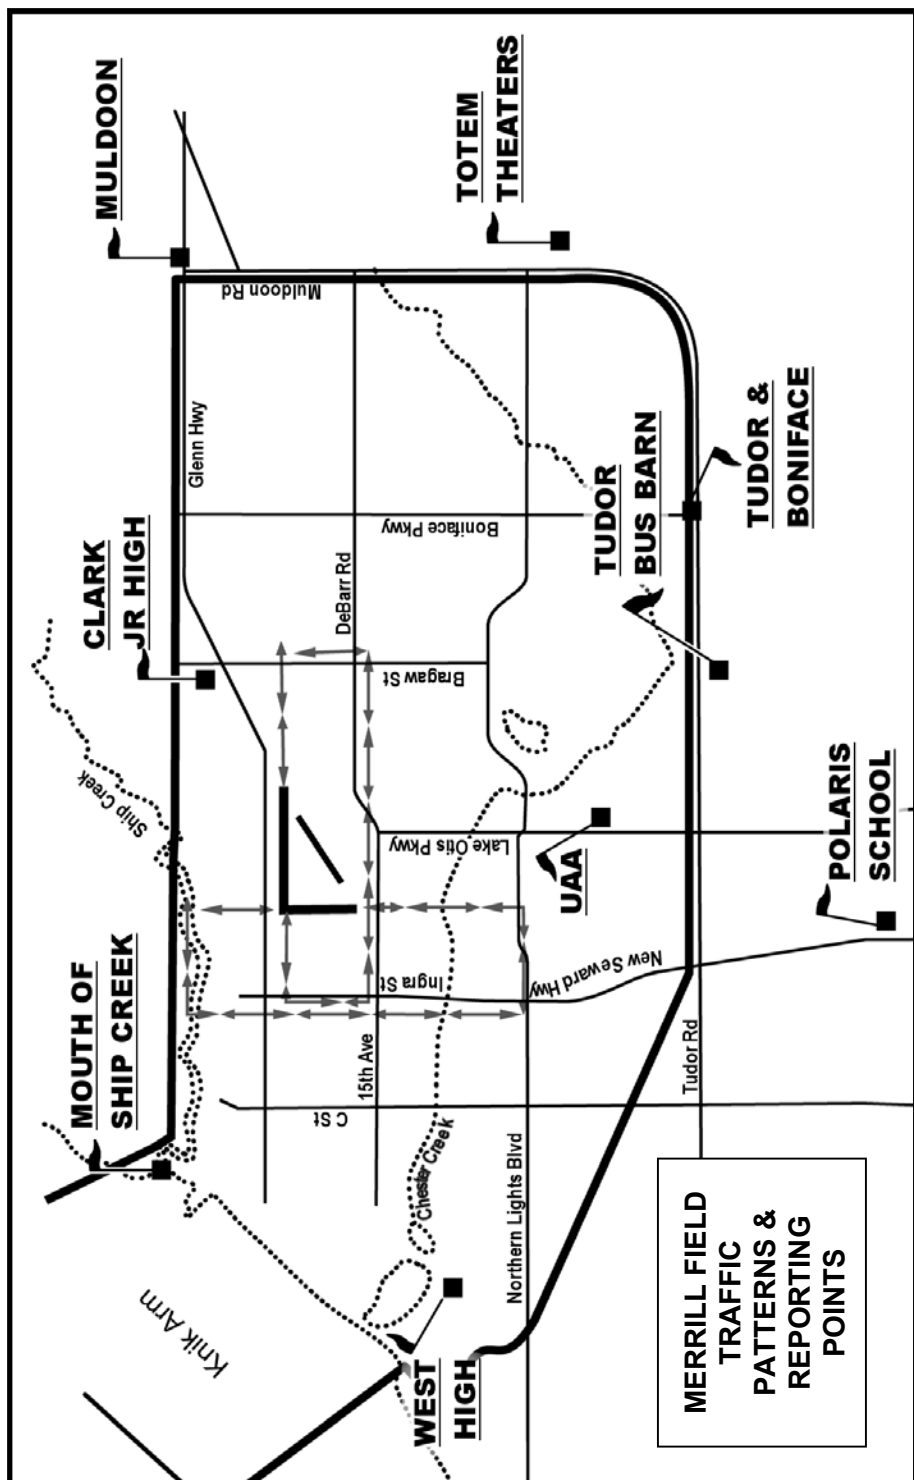 MULDOON
TOTEM
THEATERS
Muldoon Rd
Glenn Hwy
CLARK
JR HIGH
DeBarr Rd
Boniface Pkwy
TUDOR
BUS BARN
TUDOR &
BONIFACE
Bragaw St
Ship Creek
Lake Otis Pkwy
UAA
POLARIS
SCHOOL
MOUTH OF
SHIP CREEK
Ingra St
New Seward Hwy
15th Ave
C St
Tudor Rd
Chester Creek
Northern Lights Blvd
Knik Arm
WEST
HIGH
MERRILL FIELD
TRAFFIC
PATTERNS &
REPORTING
POINTS